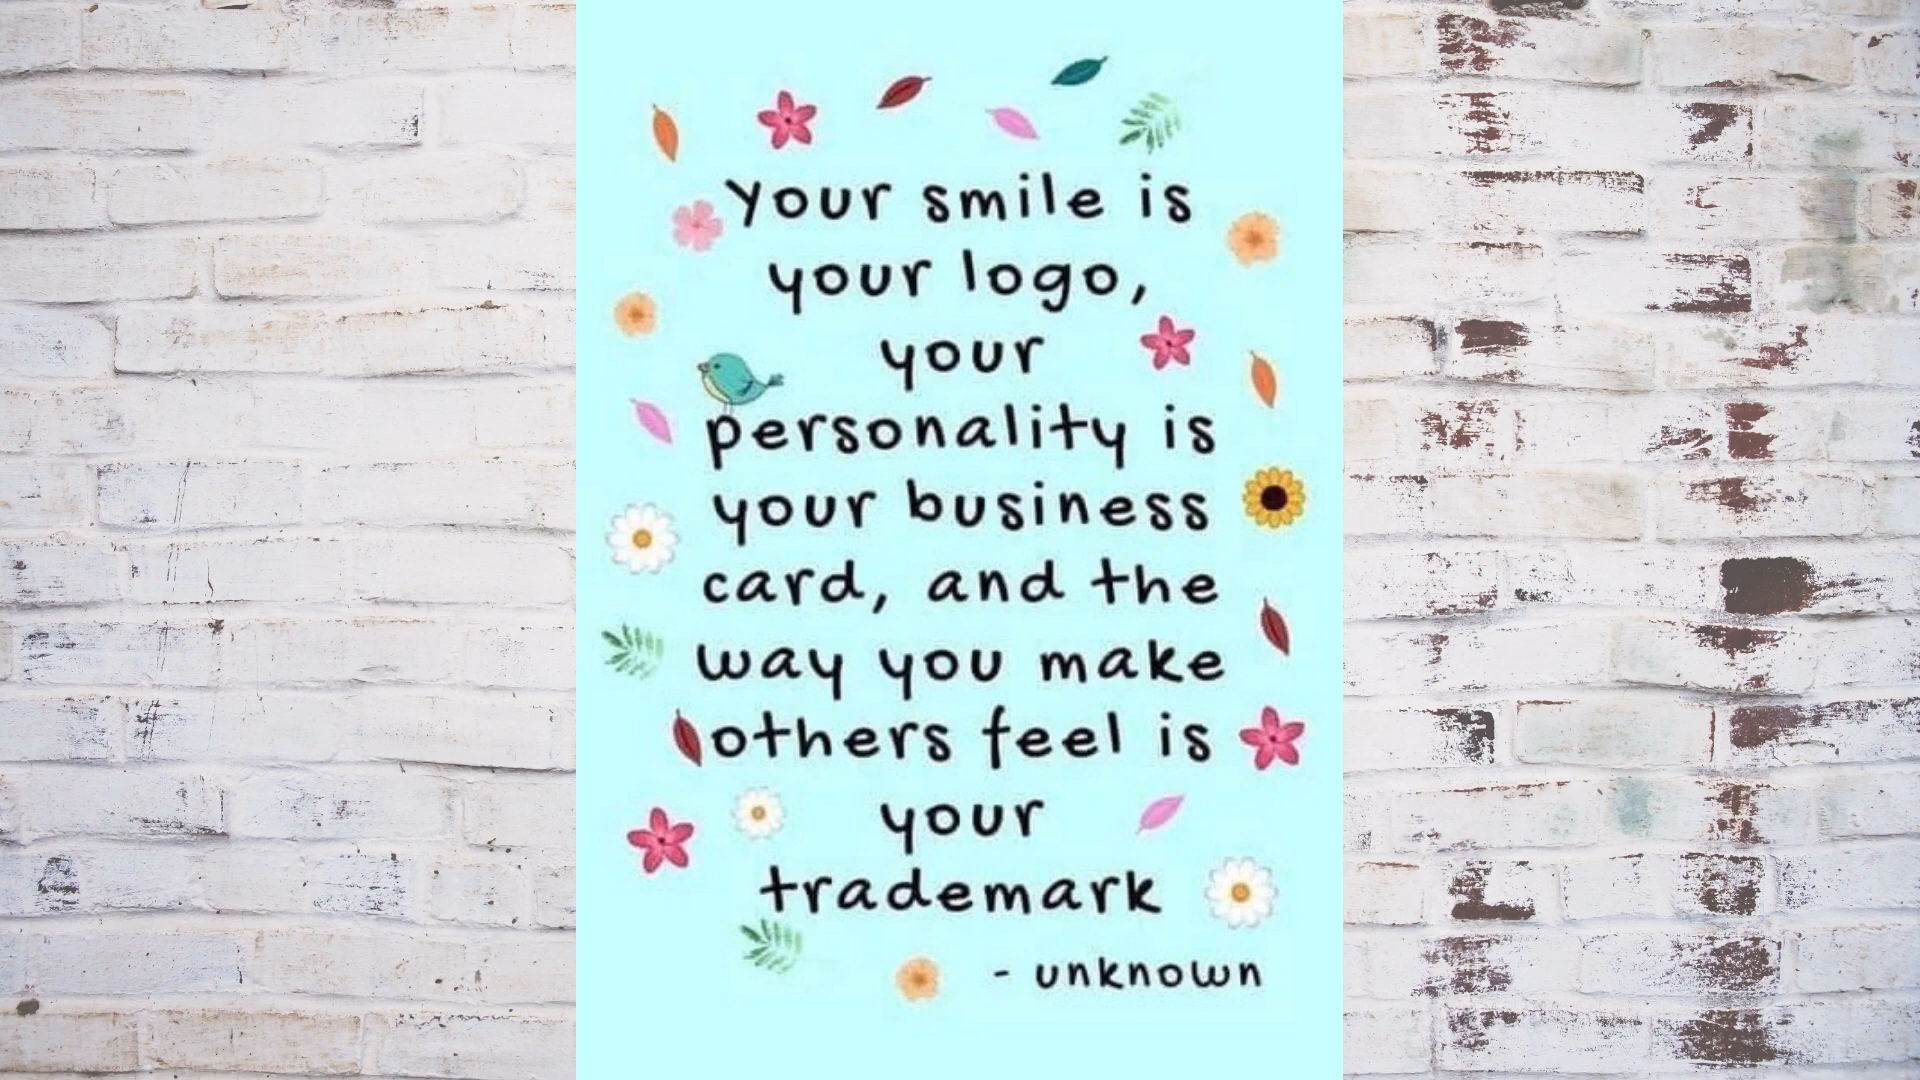 your smile is
your logo,
your
personality is
your business
card, and the
way you make
others feel is
your
trademark
- unknown